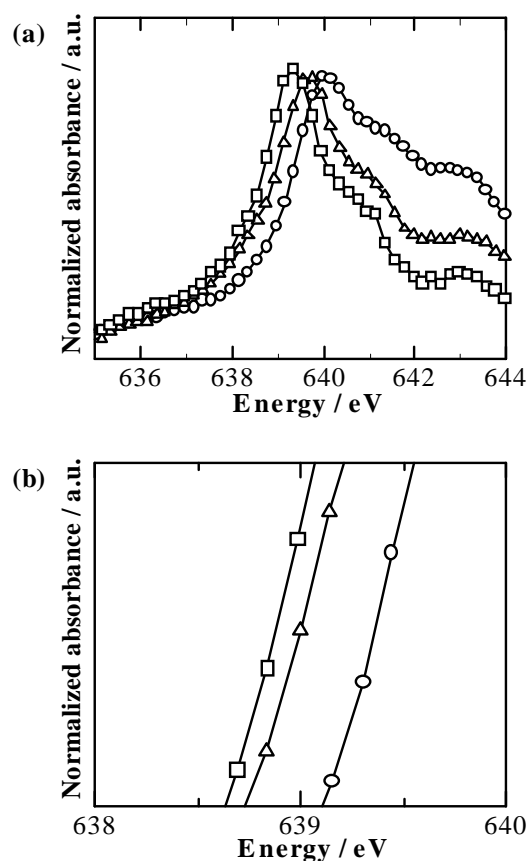 (a)
Normalized absorbance / a.u.
636 638 640 642 644
Energy / eV
(b)
Normalized absorbance / a.u.
638 639 640
Energy / eV